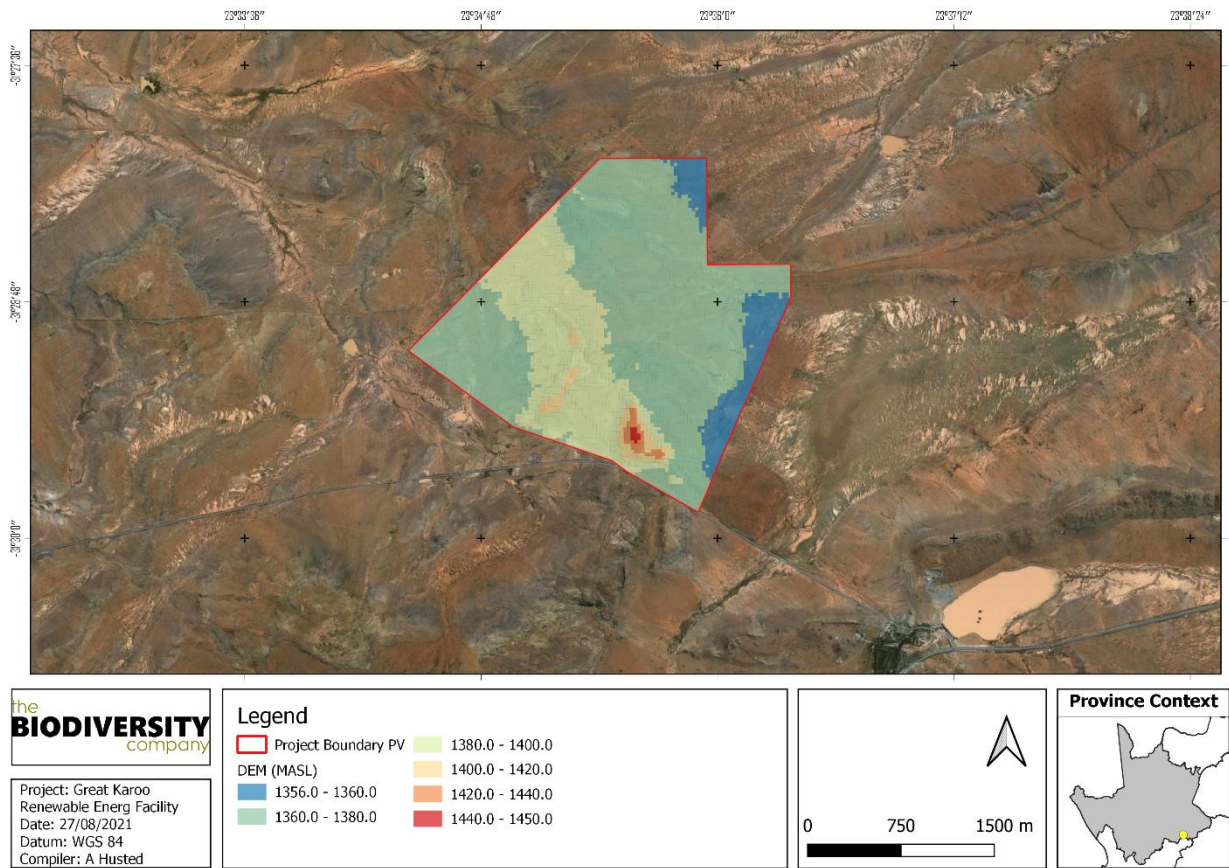 23°33'36"
23°34'48"
23°36'0"
23°37'12"
23°38'24"
-31°27'36"
-31°28'48"
-31°30'0"
the
BIODIVERSITY
company
Project: Great Karoo
Renewable Energ Facility
Date: 27/08/2021
Datum: WGS 84
Compiler: A Husted
Legend
Project Boundary PV
DEM (MASL)
1356.0 - 1360.0
1360.0 - 1380.0
1380.0 - 1400.0
1400.0 - 1420.0
1420.0 - 1440.0
1440.0 - 1450.0
0 750 1500 m
Province Context